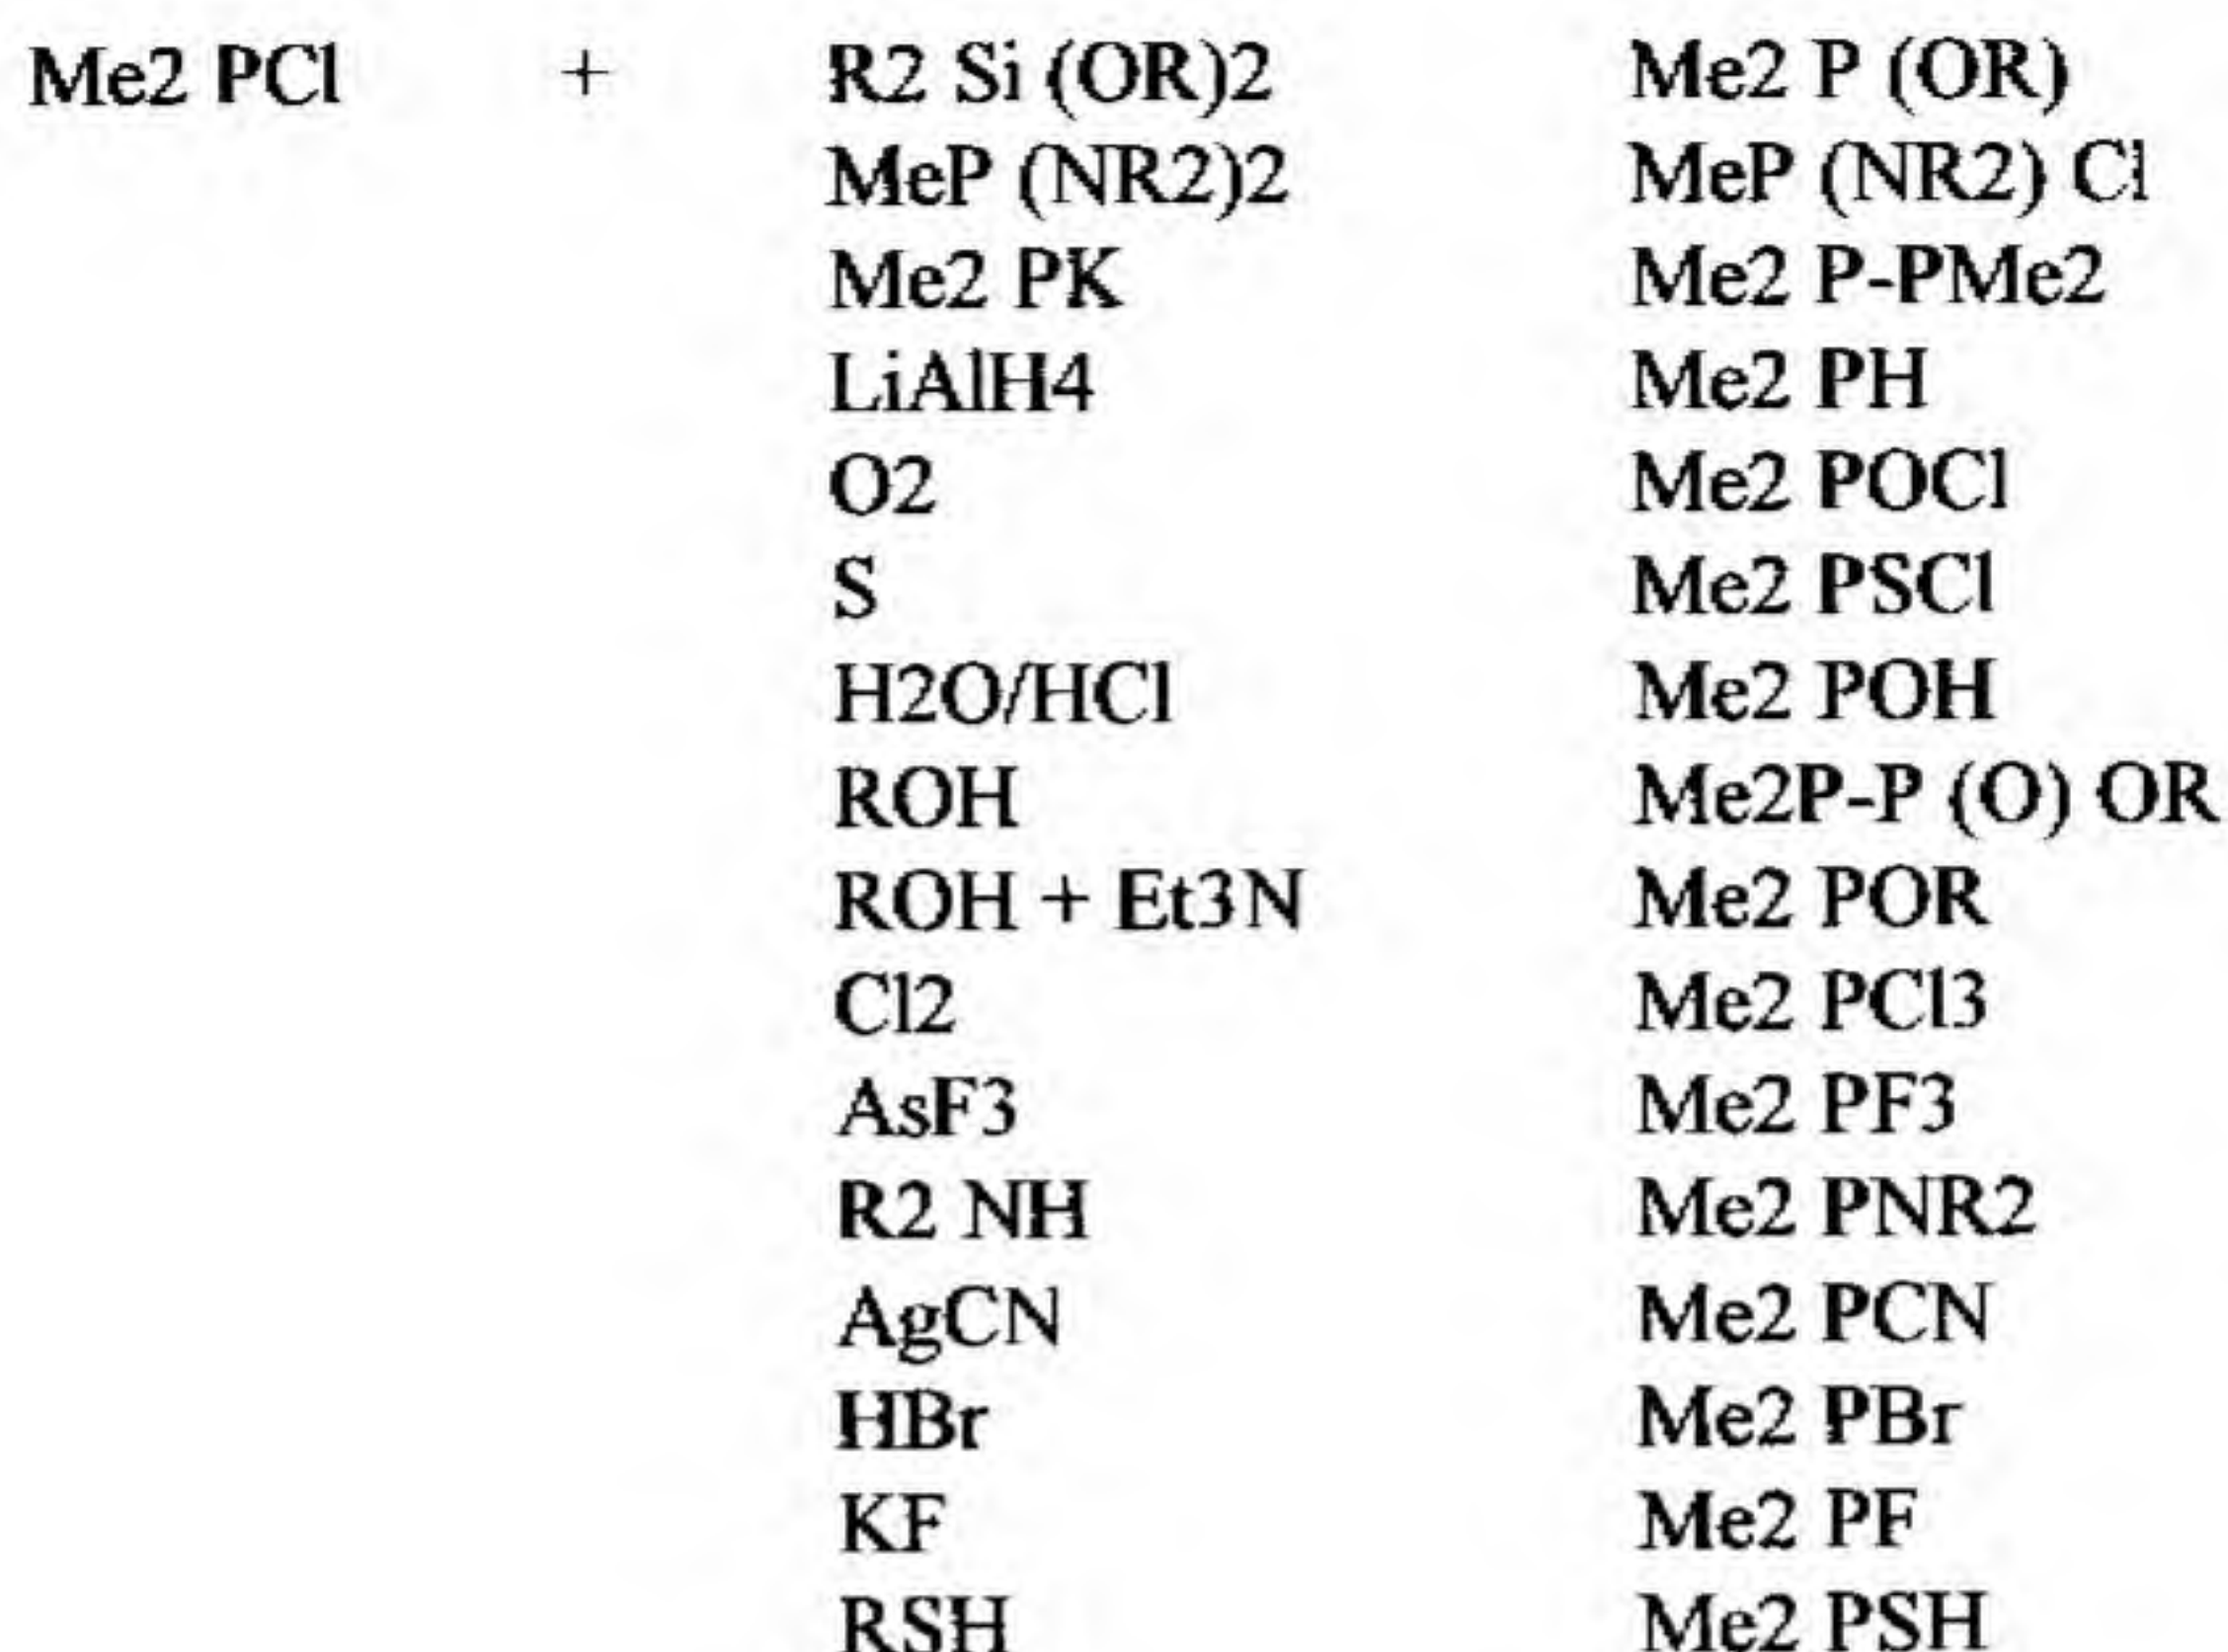 Me2 PCl + R2 Si (OR)2 Me2 P (OR)
MeP (NR2)2 MeP (NR2) Cl
Me2 PK Me2 P-PMe2
LiAlH4 Me2 PH
O2 Me2 POCl
S Me2 PSCl
H2O/HCl Me2 POH
ROH Me2P-P (O) OR
ROH + Et3N Me2 POR
Cl2 Me2 PCl3
AsF3 Me2 PF3
R2 NH Me2 PNR2
AgCN Me2 PCN
HBr Me2 PBr
KF Me2 PF
RSH Me2 PSH